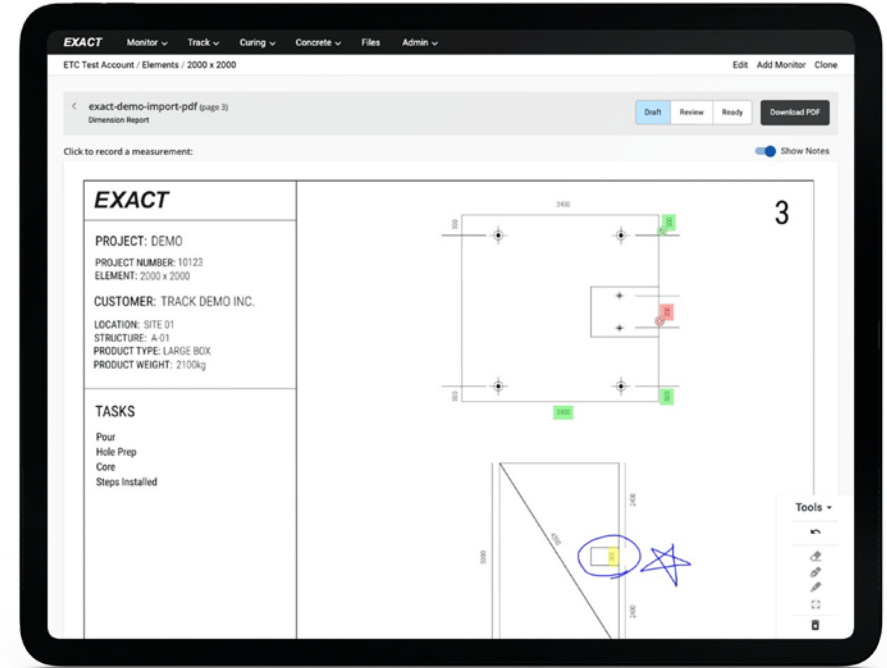 EXACT Monitor Track Curing Concrete Files Admin
ETC Test Account / Elements / 2000 x 2000 Edit Add Monitor Clone
exact-demo-import-pdf (page 3)
Dimension Report
Draft Review Ready Download PDF
Click to record a measurement: Show Notes
EXACT
PROJECT: DEMO
PROJECT NUMBER: 10123
ELEMENT: 2000 x 2000
CUSTOMER: TRACK DEMO INC.
LOCATION: SITE 01
STRUCTURE: A-01
PRODUCT TYPE: LARGE BOX
PRODUCT WEIGHT: 2100kg
TASKS
Pour
Hole Prep
Core
Steps Installed
3
2400
500
500
200
500
500
2400
2400
5000
2400
Tools